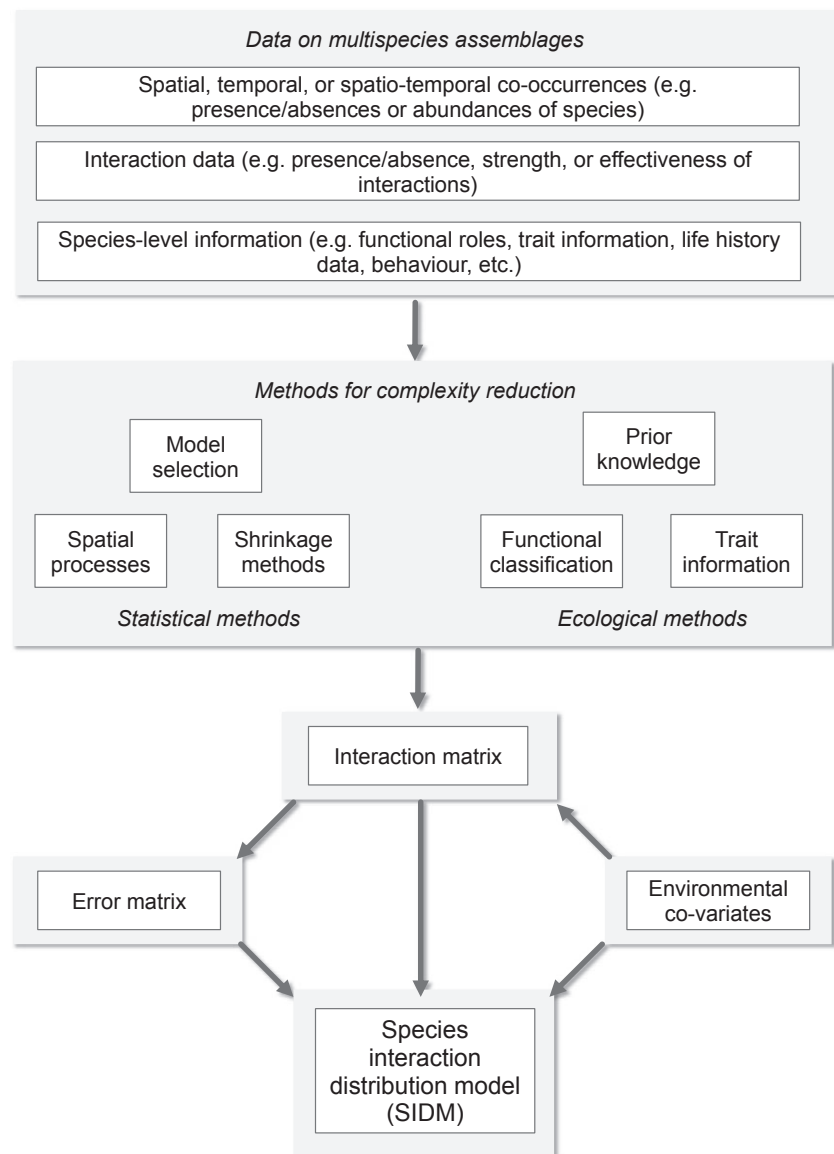 Data on multispecies assemblages
Spatial, temporal, or spatio-temporal co-occurrences (e.g.
presence/absences or abundances of species)
Interaction data (e.g. presence/absence, strength, or effectiveness of
interactions)
Species-level information (e.g. functional roles, trait information, life history
data, behaviour, etc.)
Methods for complexity reduction
Model
selection
Prior
knowledge
Spatial
processes
Shrinkage
methods
Functional
classification
Trait
information
Statistical methods
Ecological methods
Interaction matrix
Error matrix
Environmental
co-variates
Species
interaction
distribution model
(SIDM)